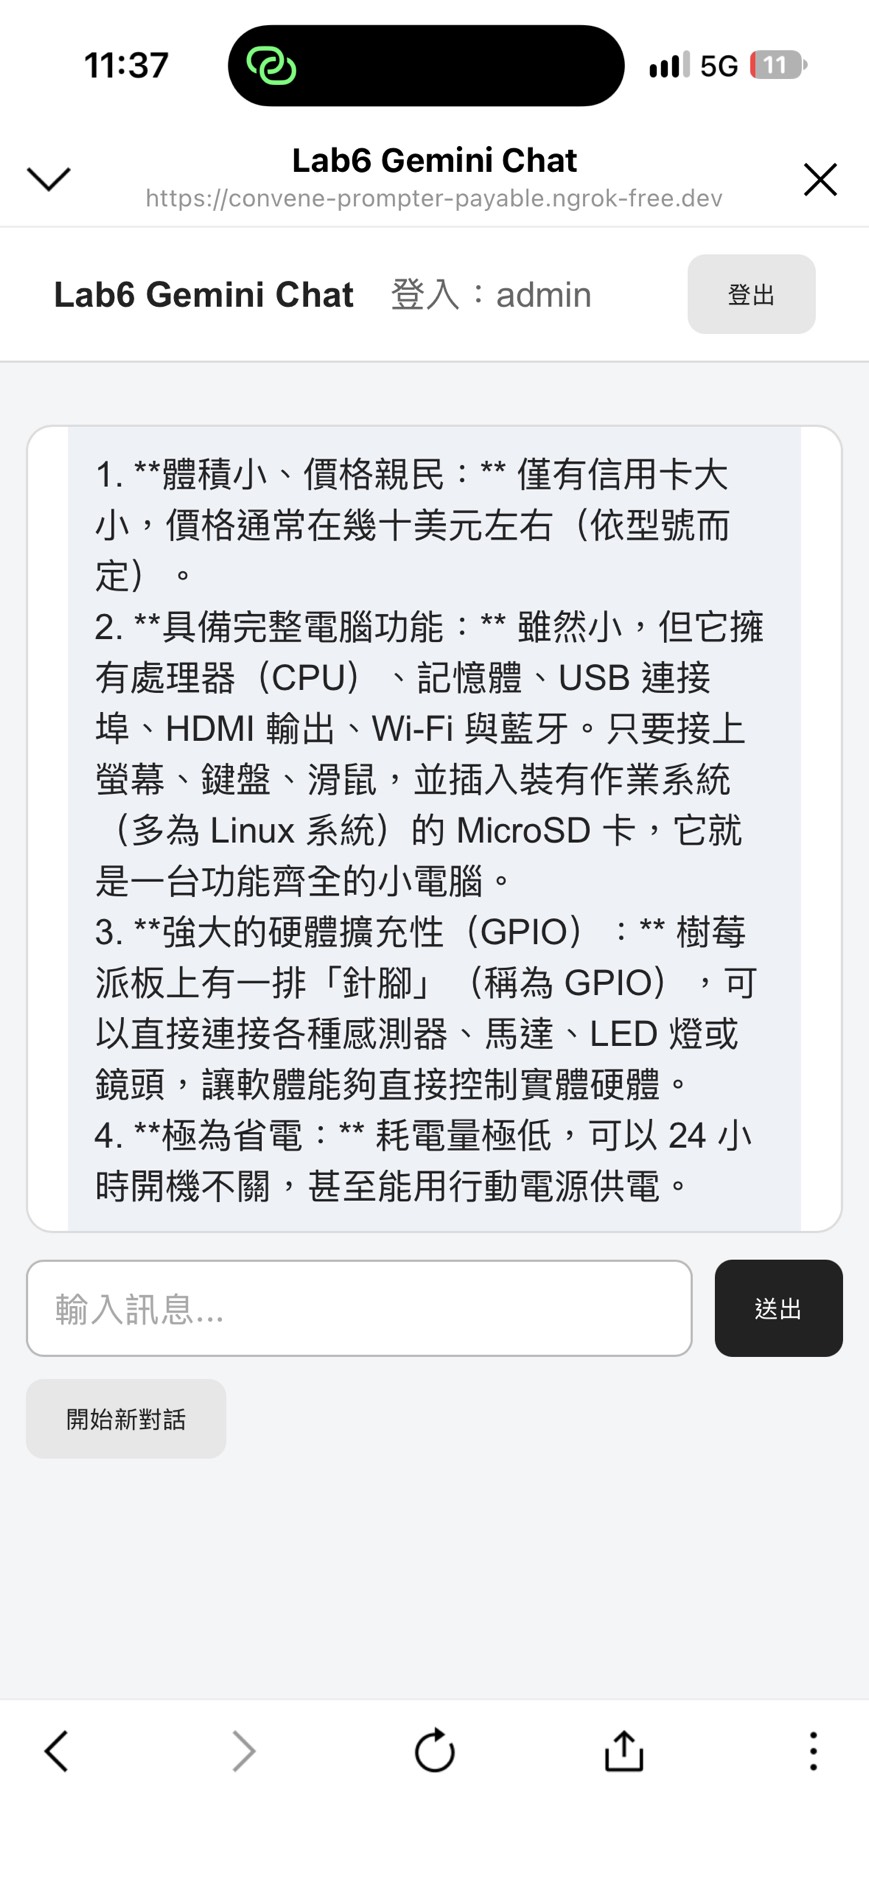 11:37
5G
11
Lab6 Gemini Chat
https://convene-prompter-payable.ngrok-free.dev
Lab6 Gemini Chat 登入：admin
登出
1. **體積小、價格親民：** 僅有信用卡大
小，價格通常在幾十美元左右（依型號而
定）。
2. **具備完整電腦功能：** 雖然小，但它擁
有處理器（CPU）、記憶體、USB 連接
埠、HDMI 輸出、Wi-Fi 與藍牙。只要接上
螢幕、鍵盤、滑鼠，並插入裝有作業系統
（多為 Linux 系統）的 MicroSD 卡，它就
是一台功能齊全的小電腦。
3. **強大的硬體擴充性（GPIO）：** 樹莓
派板上有一排「針腳」（稱為 GPIO），可
以直接連接各種感測器、馬達、LED 燈或
鏡頭，讓軟體能夠直接控制實體硬體。
4. **極為省電：** 耗電量極低，可以 24 小
時開機不關，甚至能用行動電源供電。
輸入訊息...
送出
開始新對話